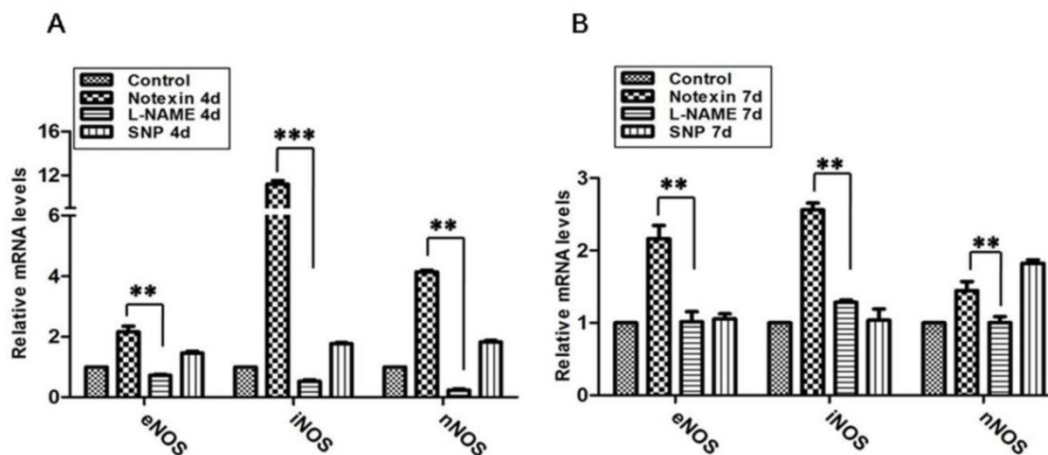 A
Control
Notexin 4d
L-NAME 4d
SNP 4d
Relative mRNA levels
16
12
8
6
4
2
0
**
***
**
eNOS
iNOS
nNOS
B
Control
Notexin 7d
L-NAME 7d
SNP 7d
Relative mRNA levels
3
2
1
0
**
**
**
eNOS
iNOS
nNOS